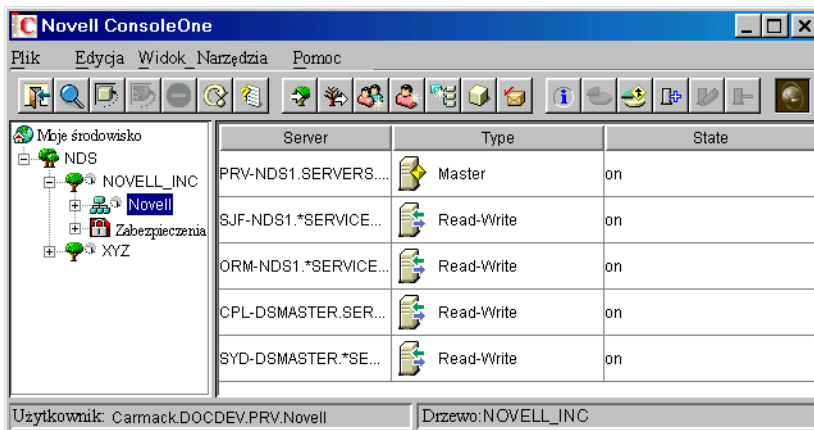 Novell ConsoleOne
Plik Edycja Widok Narzędzia Pomoc
Moje środowisko
NDS
NOVELL_INC
Novell
Zabezpieczenia
XYZ
Server Type State
PRV-NDS1.SERVERS.... Master on
SJF-NDS1.*SERVICE... Read-Write on
ORM-NDS1.*SERVICE... Read-Write on
CPL-DSMASTER.SER... Read-Write on
SYD-DSMASTER.*SE... Read-Write on
Użytkownik: Carmack.DOCDEV.PRV.Novell Drzewo:NOVELL_INC